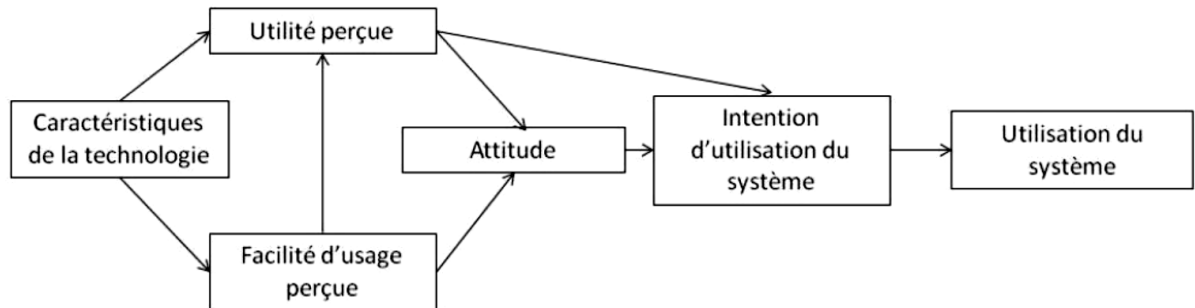 Utilité perçue
Caractéristiques
de la technologie
Attitude
Intention
d’utilisation du
système
Utilisation du
système
Facilité d’usage
perçue